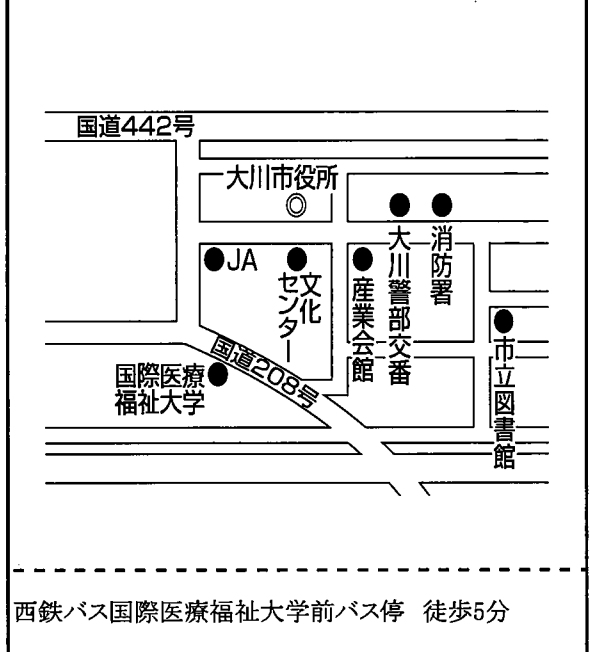 国道442号
大川市役所
JA
文化
センター
産業会館
大川警部交番
消防署
市立図書館
国道208号
国際医療
福祉大学
西鉄バス国際医療福祉大学前バス停 徒歩5分